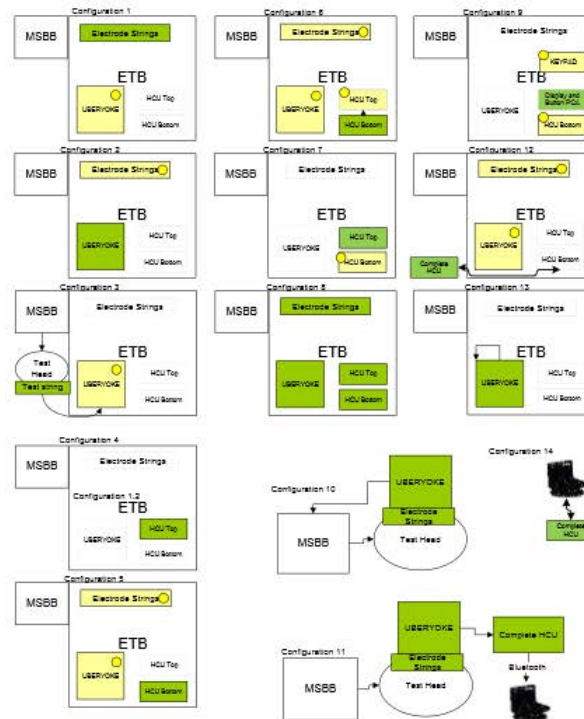 Configuration 1
MSBB
Electrode Strings
ETB
UBERYOKE
HCU Top
HCU Bottom
Configuration 6
MSBB
Electrode Strings
ETB
UBERYOKE
HCU Top
HCU Bottom
Configuration 9
MSBB
Electrode Strings
KEYPAD
ETB
UBERYOKE
Display and
Button PCA
HCU Bottom
Configuration 2
MSBB
Electrode Strings
ETB
UBERYOKE
HCU Top
HCU Bottom
Configuration 7
MSBB
Electrode Strings
ETB
UBERYOKE
HCU Top
HCU Bottom
Configuration 12
MSBB
Electrode Strings
ETB
UBERYOKE
HCU Top
HCU Bottom
Complete
HCU
Configuration 3
MSBB
Electrode Strings
ETB
Test
Head
Test string
UBERYOKE
HCU Top
HCU Bottom
Configuration 8
MSBB
Electrode Strings
ETB
UBERYOKE
HCU Top
HCU Bottom
Configuration 13
MSBB
Electrode Strings
ETB
UBERYOKE
HCU Top
HCU Bottom
Configuration 4
MSBB
Electrode Strings
Configuration 1.2
ETB
UBERYOKE
HCU Top
HCU Bottom
Configuration 10
UBERYOKE
Electrode
Strings
MSBB
Test Head
Configuration 14
Complete
HCU
Configuration 5
MSBB
Electrode Strings
ETB
UBERYOKE
HCU Top
HCU Bottom
Configuration 11
UBERYOKE
Electrode
Strings
MSBB
Test Head
Complete HCU
Bluetooth